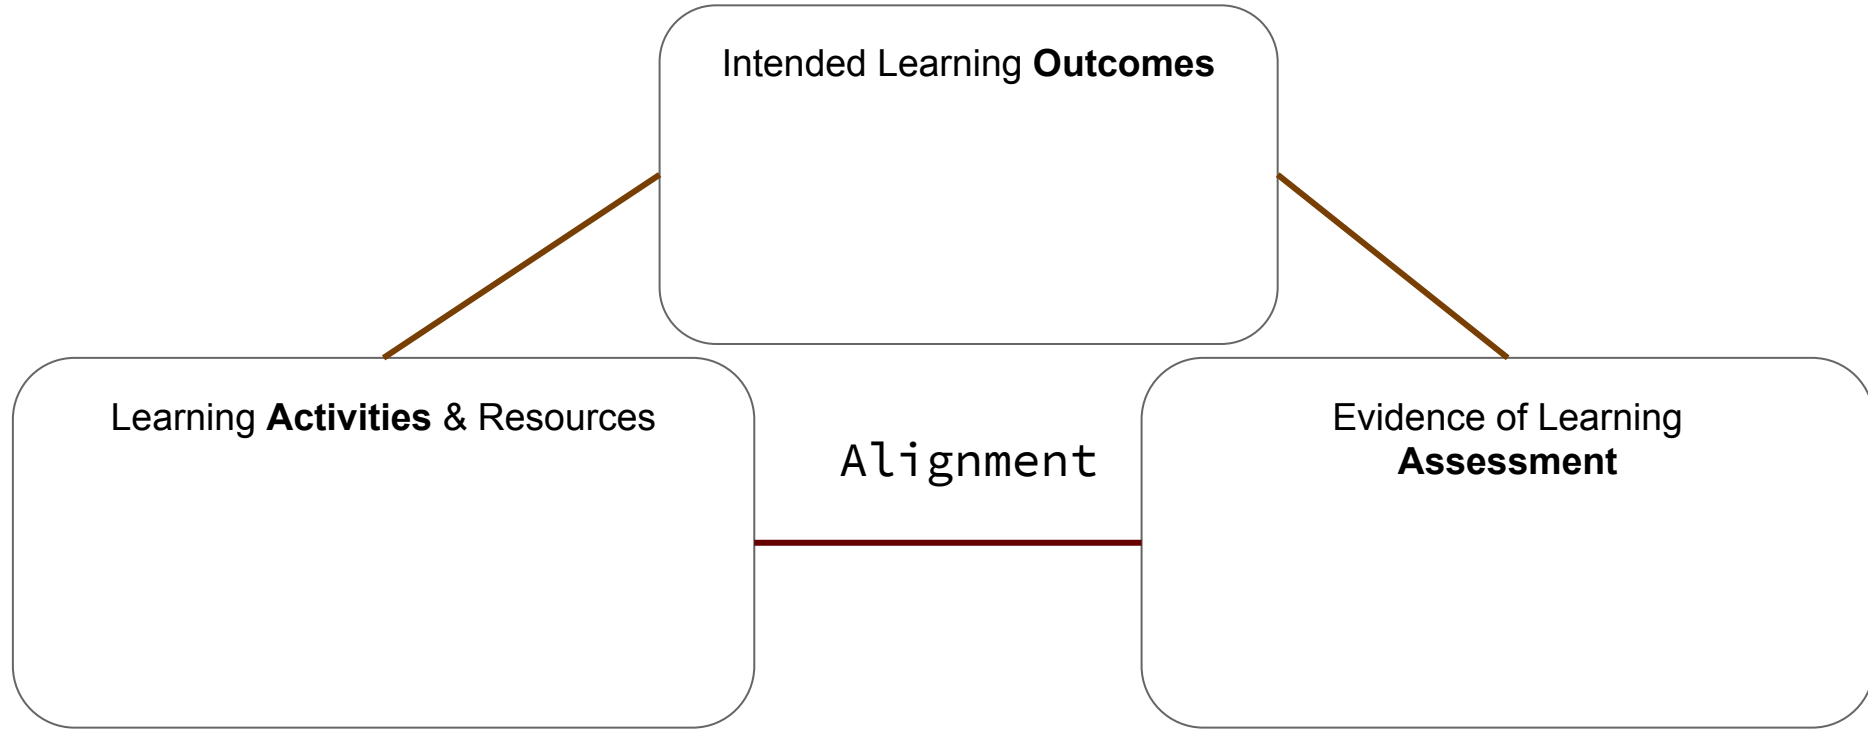 Intended Learning Outcomes
Learning Activities & Resources
Alignment
Evidence of Learning
Assessment